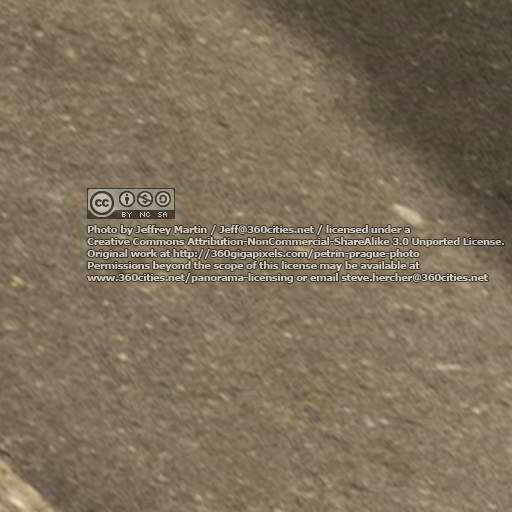 cc
BY NC SA
Photo by Jeffrey Martin / Jeff@360cities.net / licensed under a
Creative Commons Attribution-NonCommercial-ShareAlike 3.0 Unported License.
Original work at http://360gigapixels.com/petrin-prague-photo
Permissions beyond the scope of this license may be available at
www.360cities.net/panorama-licensing or email steve.hercher@360cities.net